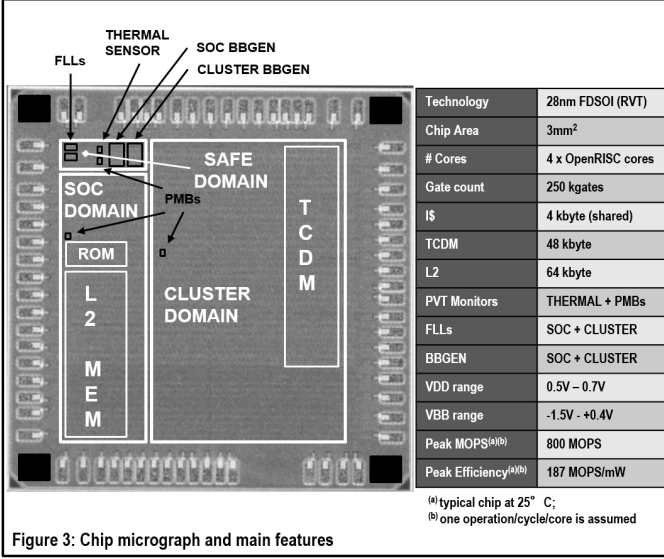 THERMAL
SENSOR
FLLs
SOC BBGEN
CLUSTER BBGEN
SAFE
DOMAIN
SOC
DOMAIN
PMBs
ROM
L
2
M
E
M
CLUSTER
DOMAIN
T
C
D
M
Technology 28nm FDSOI (RVT)
Chip Area 3mm²
# Cores 4 x OpenRISC cores
Gate count 250 kgates
I$ 4 kbyte (shared)
TCDM 48 kbyte
L2 64 kbyte
PVT Monitors THERMAL + PMBs
FLLs SOC + CLUSTER
BBGEN SOC + CLUSTER
VDD range 0.5V – 0.7V
VBB range -1.5V - +0.4V
Peak MOPS(a)(b) 800 MOPS
Peak Efficiency(a)(b) 187 MOPS/mW
(a) typical chip at 25° C;
(b) one operation/cycle/core is assumed
Figure 3: Chip micrograph and main features